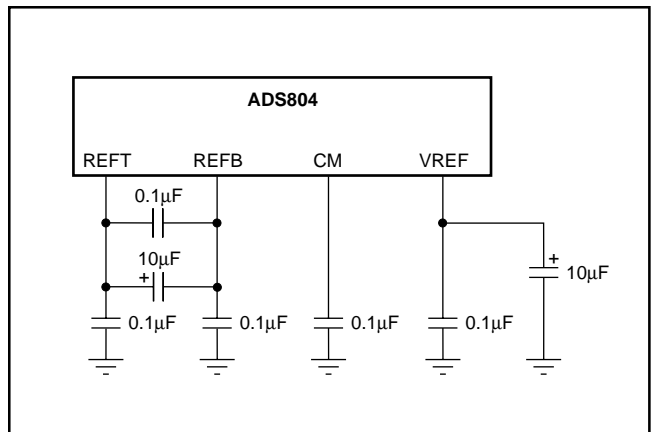 ADS804
REFT REFB CM VREF
0.1µF
10µF
+
+
10µF
0.1µF 0.1µF 0.1µF 0.1µF